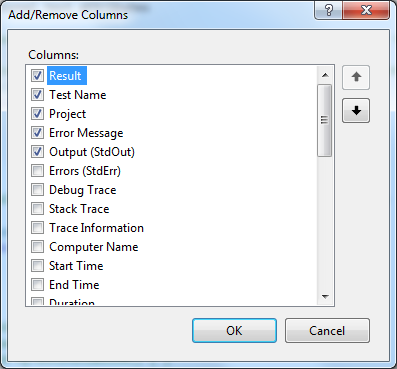 Add/Remove Columns
Columns:
Result
Test Name
Project
Error Message
Output (StdOut)
Errors (StdErr)
Debug Trace
Stack Trace
Trace Information
Computer Name
Start Time
End Time
Duration
OK
Cancel